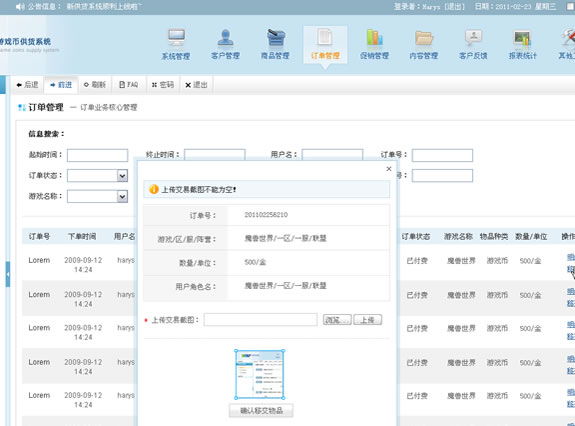 公告信息： 新供货系统顺利上线啦~
登录者：Harys [退出] 日期：2011-02-23 星期三
游戏币供货系统
game coins supply system
系统管理 客户管理 商品管理 订单管理 促销管理 内容管理 客户反馈 报表统计 其他
后退 前进 刷新 FAQ 密码 退出
订单管理 － 订单业务核心管理
信息搜索：
起始时间： 终止时间： 用户名： 订单号：
订单状态： 号：
游戏名称：
订单号 下单时间 用户名 订单状态 游戏名称 物品种类 数量/单位 操作
Lorem 2009-09-12 14:24 harys 已付费 魔兽世界 游戏币 500/金
Lorem 2009-09-12 14:24 harys 已付费 魔兽世界 游戏币 500/金
Lorem 2009-09-12 14:24 harys 已付费 魔兽世界 游戏币 500/金
Lorem 2009-09-12 14:24 harys 已付费 魔兽世界 游戏币 500/金
Lorem 2009-09-12 14:24 harys 已付费 魔兽世界 游戏币 500/金
上传交易截图不能为空!
订单号： 201102256210
游戏/区/服/阵营： 魔兽世界/一区/一服/联盟
数量/单位： 500/金
用户角色名： 魔兽世界/一区/一服/联盟
* 上传交易截图： 浏览... 上传
确认移交物品